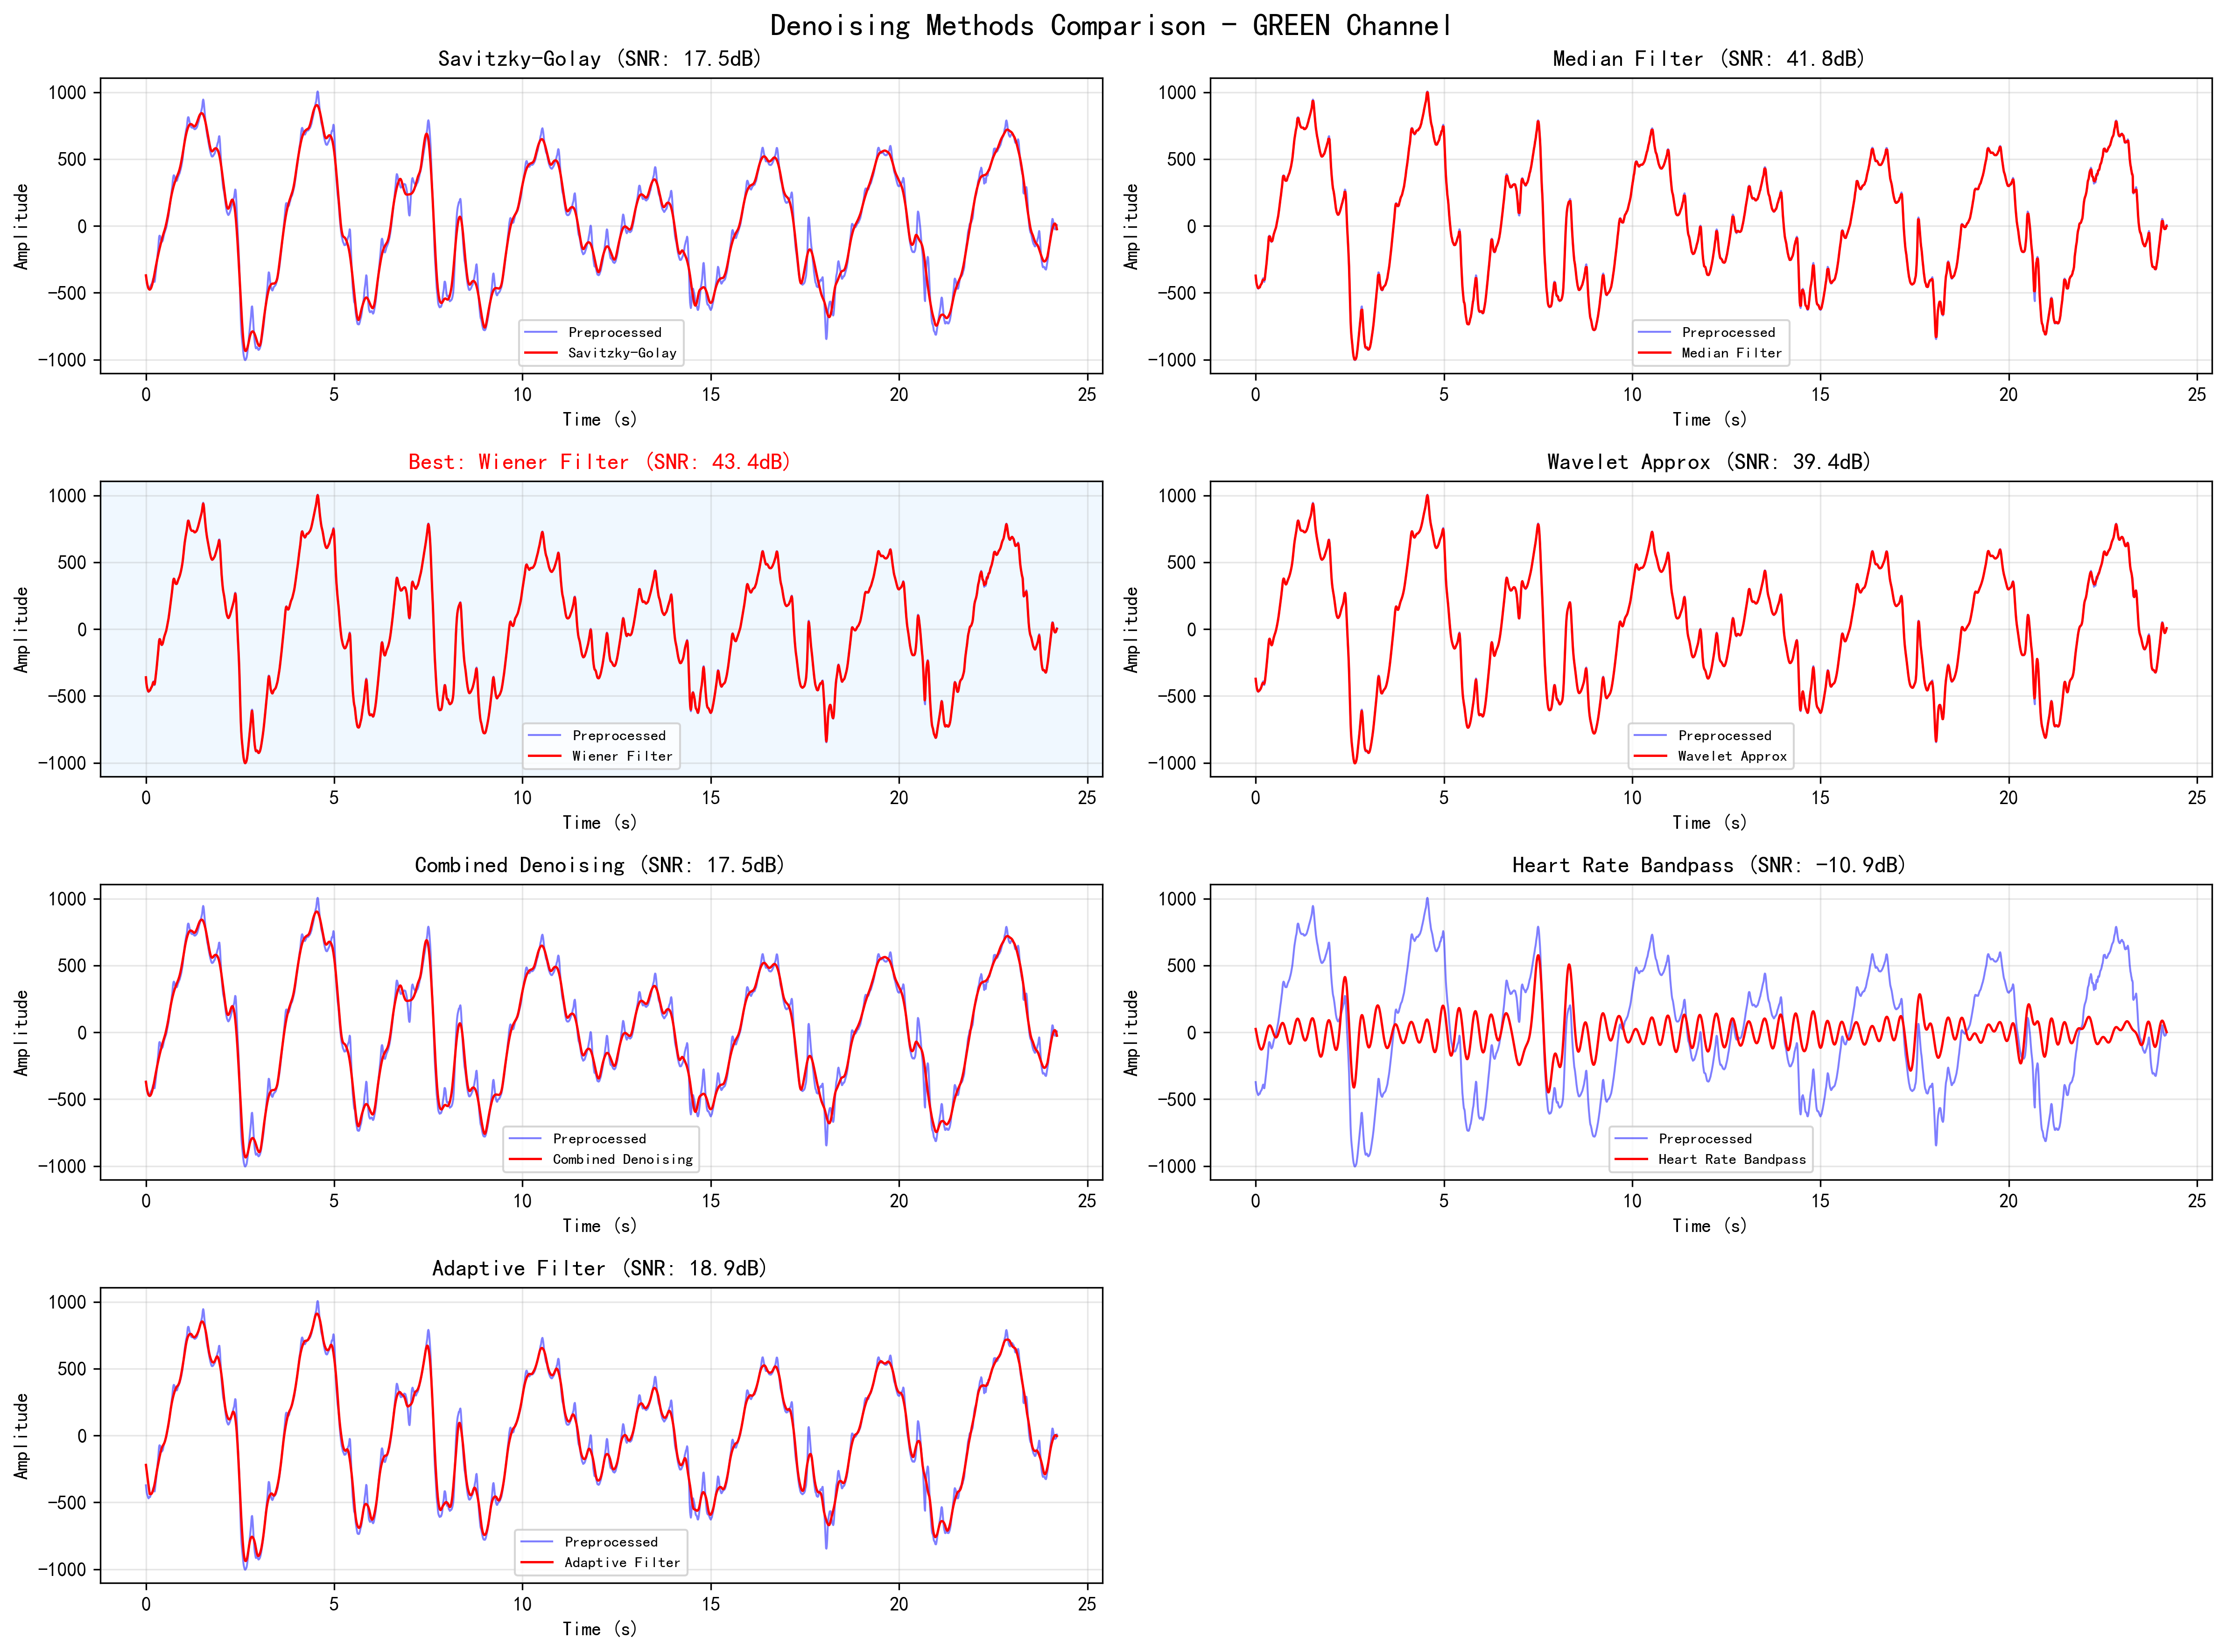 Denoising Methods Comparison - GREEN Channel
Savitzky-Golay (SNR: 17.5dB)
1000
500
0
-500
-1000
Amplitude
Preprocessed
Savitzky-Golay
0 5 10 15 20 25
Time (s)
Median Filter (SNR: 41.8dB)
1000
500
0
-500
-1000
Amplitude
Preprocessed
Median Filter
0 5 10 15 20 25
Time (s)
Best: Wiener Filter (SNR: 43.4dB)
1000
500
0
-500
-1000
Amplitude
Preprocessed
Wiener Filter
0 5 10 15 20 25
Time (s)
Wavelet Approx (SNR: 39.4dB)
1000
500
0
-500
-1000
Amplitude
Preprocessed
Wavelet Approx
0 5 10 15 20 25
Time (s)
Combined Denoising (SNR: 17.5dB)
1000
500
0
-500
-1000
Amplitude
Preprocessed
Combined Denoising
0 5 10 15 20 25
Time (s)
Heart Rate Bandpass (SNR: -10.9dB)
1000
500
0
-500
-1000
Amplitude
Preprocessed
Heart Rate Bandpass
0 5 10 15 20 25
Time (s)
Adaptive Filter (SNR: 18.9dB)
1000
500
0
-500
-1000
Amplitude
Preprocessed
Adaptive Filter
0 5 10 15 20 25
Time (s)